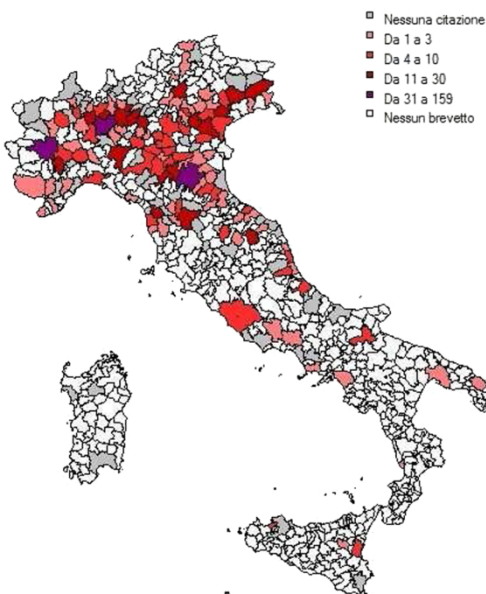 Nessuna citazione
Da 1 a 3
Da 4 a 10
Da 11 a 30
Da 31 a 159
Nessun brevetto